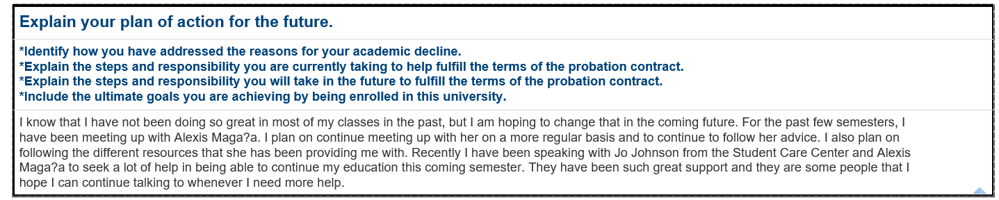 Explain your plan of action for the future.
*Identify how you have addressed the reasons for your academic decline.
*Explain the steps and responsibility you are currently taking to help fulfill the terms of the probation contract.
*Explain the steps and responsibility you will take in the future to fulfill the terms of the probation contract.
*Include the ultimate goals you are achieving by being enrolled in this university.
I know that I have not been doing so great in most of my classes in the past, but I am hoping to change that in the coming future. For the past few semesters, I
have been meeting up with Alexis Maga?a. I plan on continue meeting up with her on a more regular basis and to continue to follow her advice. I also plan on
following the different resources that she has been providing me with. Recently I have been speaking with Jo Johnson from the Student Care Center and Alexis
Maga?a to seek a lot of help in being able to continue my education this coming semester. They have been such great support and they are some people that I
hope I can continue talking to whenever I need more help.